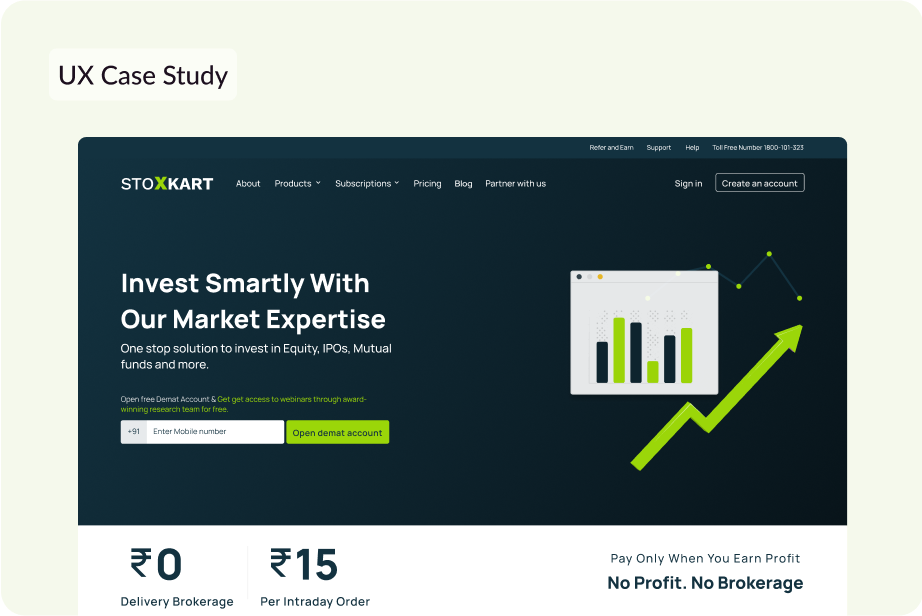 UX Case Study
Refer and Earn Support Help Toll Free Number 1800-101-323
STOXKART About Products Subscriptions Pricing Blog Partner with us Sign in Create an account
Invest Smartly With
Our Market Expertise
One stop solution to invest in Equity, IPOs, Mutual
funds and more.
Open free Demat Account & Get get access to webinars through award-
winning research team for free.
+91 Enter Mobile number Open demat account
₹0 ₹15 Pay Only When You Earn Profit
No Profit. No Brokerage
Delivery Brokerage Per Intraday Order